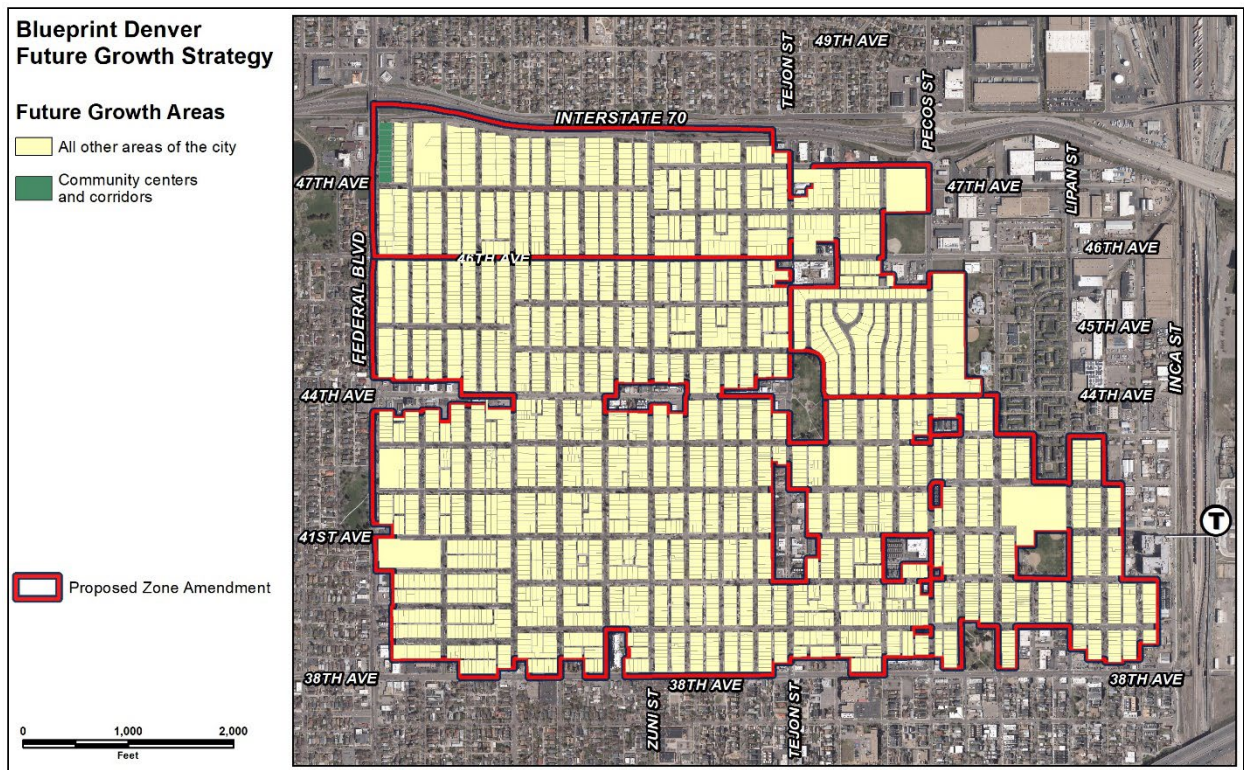 Blueprint Denver
Future Growth Strategy
Future Growth Areas
All other areas of the city
Community centers
and corridors
Proposed Zone Amendment
0 1,000 2,000
Feet
49TH AVE
TEJON ST
PECOS ST
INTERSTATE 70
LIPAN ST
47TH AVE
47TH AVE
FEDERAL BLVD
46TH AVE
46TH AVE
45TH AVE
INCA ST
44TH AVE
44TH AVE
41ST AVE
T
38TH AVE
38TH AVE
38TH AVE
ZUNI ST
TEJON ST